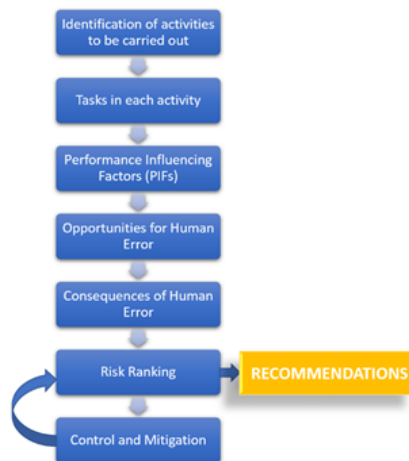 Identification of activities
to be carried out
Tasks in each activity
Performance Influencing
Factors (PIFs)
Opportunities for Human
Error
Consequences of Human
Error
Risk Ranking
RECOMMENDATIONS
Control and Mitigation